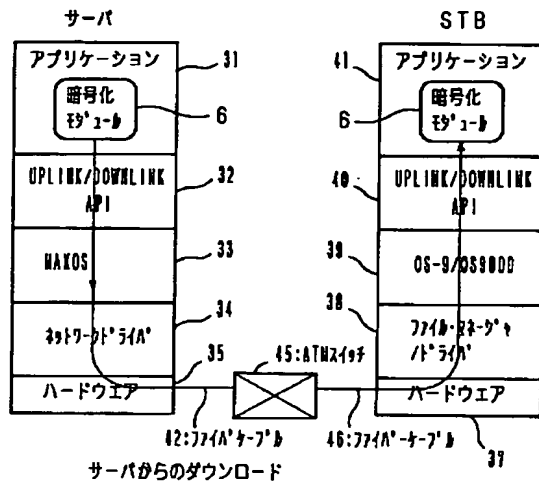 サーバ
STB
アプリケーション
31
暗号化
モジュール
6
UPLINK/DOWNLINK
API
32
33
34
ネットワークドライバ
35
ハードウェア
41
アプリケーション
6
暗号化
モジュール
40
UPLINK/DOWNLINK
API
39
OS-9/OS9000
38
ファイル・マネージャ
/ドライバ
ハードウェア
37
45:ATMスイッチ
42:ファイバケーブル
46:ファイバーケーブル
サーバからのダウンロード